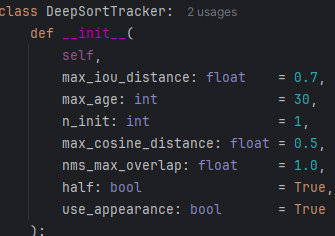 class DeepSortTracker: 2 usages
def __init__(
self,
max_iou_distance: float = 0.7,
max_age: int = 30,
n_init: int = 1,
max_cosine_distance: float = 0.5,
nms_max_overlap: float = 1.0,
half: bool = True,
use_appearance: bool = True
):